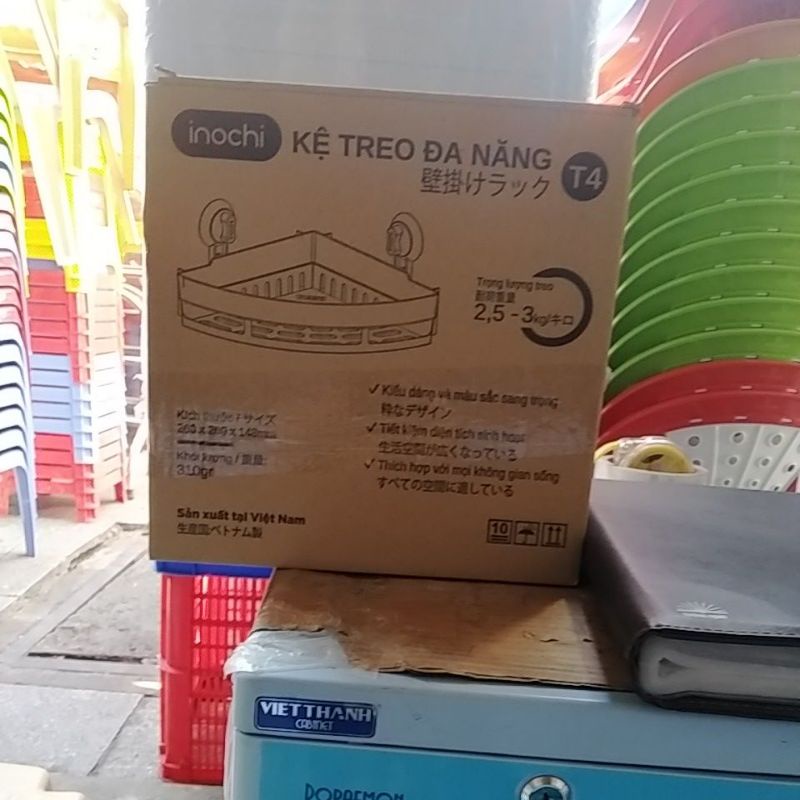 inochi
KỆ TREO ĐA NĂNG
壁掛けラック
T4
Trọng lượng treo
耐荷重量
2,5 - 3kg/キロ
✓ Kiểu dáng và màu sắc sang trọng
粋なデザイン
✓ Tiết kiệm diện tích sinh hoạt
生活空間が広くなっている
✓ Thích hợp với mọi không gian sống
すべての空間に適している
Kích thước / サイズ
Khối lượng / 重量:
310gr
Sản xuất tại Việt Nam
生産国:ベトナム製
10
VIETTHANH
CABINET
DORAEMON